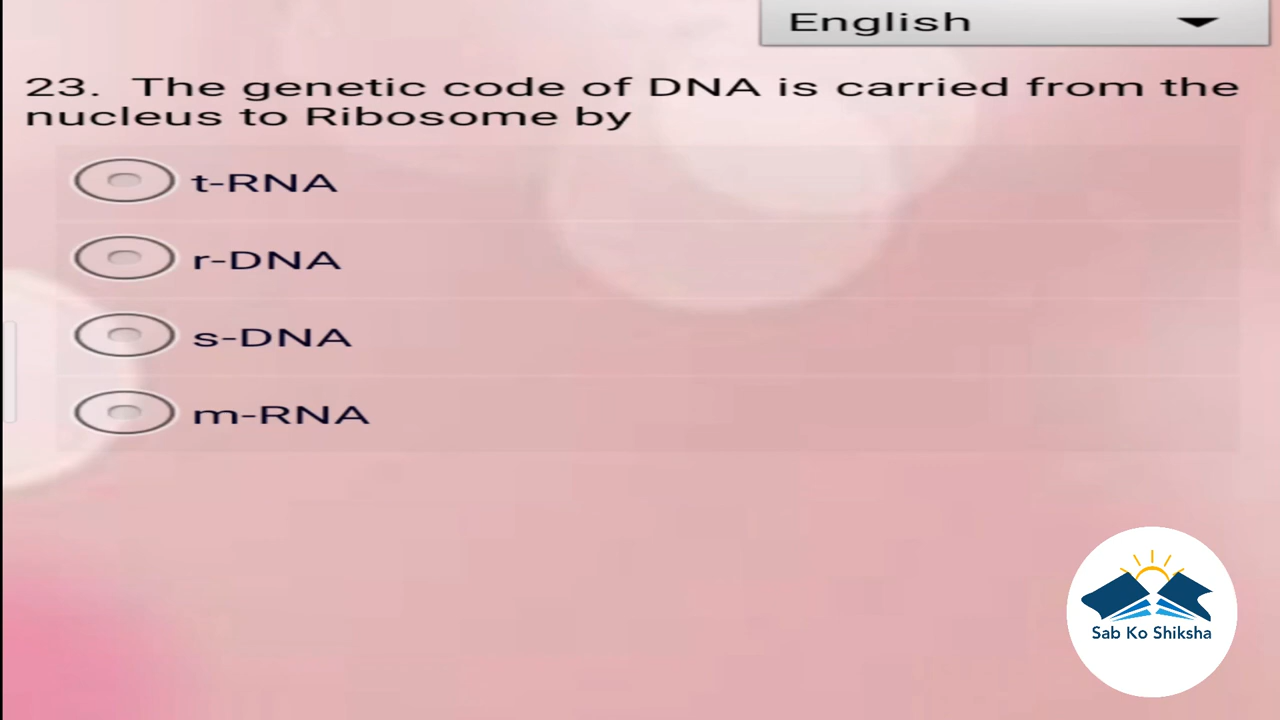 English
23. The genetic code of DNA is carried from the
nucleus to Ribosome by
t-RNA
r-DNA
s-DNA
m-RNA
Sab Ko Shiksha